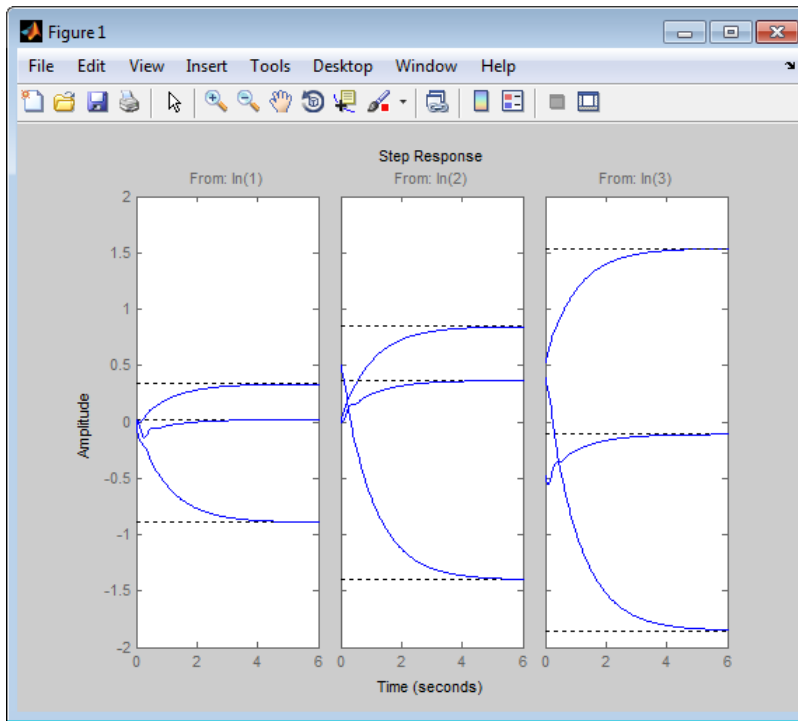 Figure 1
File Edit View Insert Tools Desktop Window Help
Step Response
From: In(1) From: In(2) From: In(3)
2
1.5
1
0.5
0
-0.5
-1
-1.5
-2
Amplitude
0 2 4 6 0 2 4 6 0 2 4 6
Time (seconds)